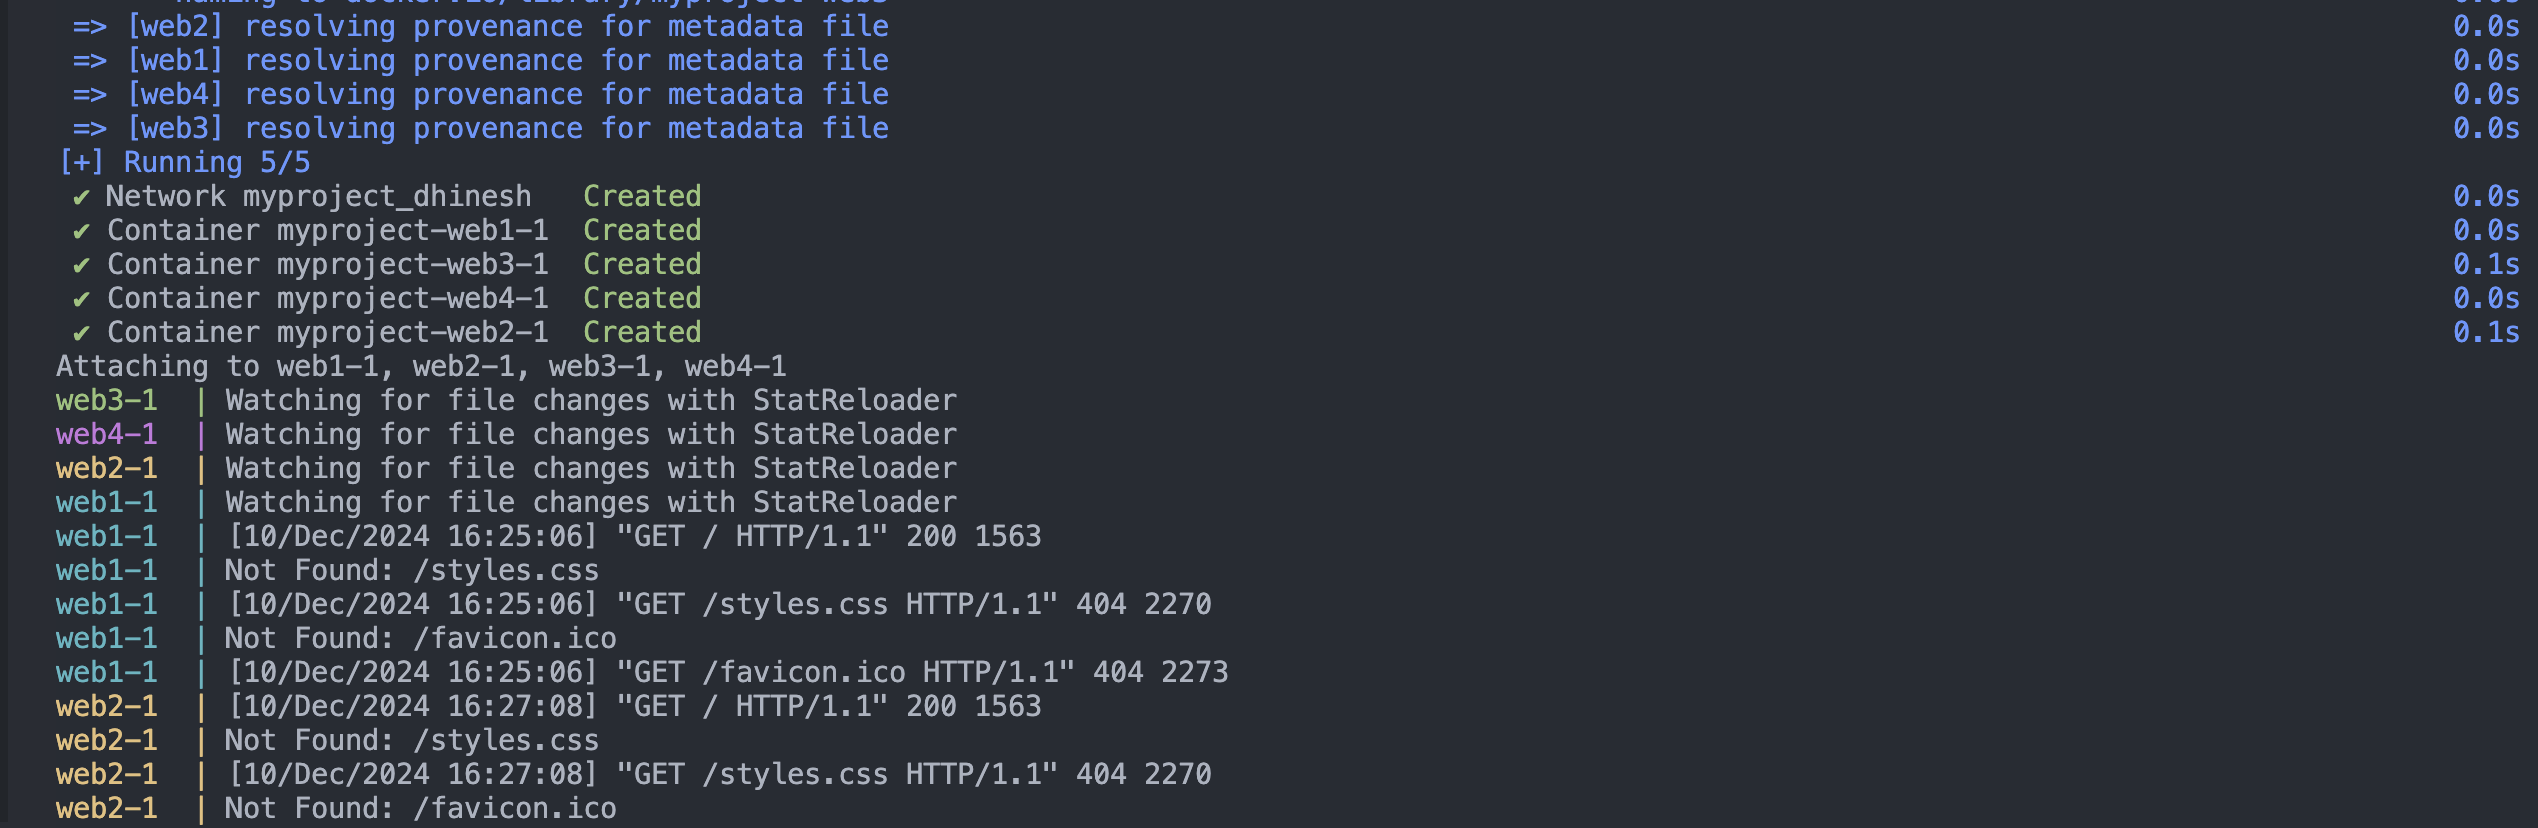 naming to docker.io/library/myproject-web3 0.0s
=> [web2] resolving provenance for metadata file 0.0s
=> [web1] resolving provenance for metadata file 0.0s
=> [web4] resolving provenance for metadata file 0.0s
=> [web3] resolving provenance for metadata file 0.0s
[+] Running 5/5
✔ Network myproject_dhinesh Created 0.0s
✔ Container myproject-web1-1 Created 0.0s
✔ Container myproject-web3-1 Created 0.1s
✔ Container myproject-web4-1 Created 0.0s
✔ Container myproject-web2-1 Created 0.1s
Attaching to web1-1, web2-1, web3-1, web4-1
web3-1 | Watching for file changes with StatReloader
web4-1 | Watching for file changes with StatReloader
web2-1 | Watching for file changes with StatReloader
web1-1 | Watching for file changes with StatReloader
web1-1 | [10/Dec/2024 16:25:06] "GET / HTTP/1.1" 200 1563
web1-1 | Not Found: /styles.css
web1-1 | [10/Dec/2024 16:25:06] "GET /styles.css HTTP/1.1" 404 2270
web1-1 | Not Found: /favicon.ico
web1-1 | [10/Dec/2024 16:25:06] "GET /favicon.ico HTTP/1.1" 404 2273
web2-1 | [10/Dec/2024 16:27:08] "GET / HTTP/1.1" 200 1563
web2-1 | Not Found: /styles.css
web2-1 | [10/Dec/2024 16:27:08] "GET /styles.css HTTP/1.1" 404 2270
web2-1 | Not Found: /favicon.ico